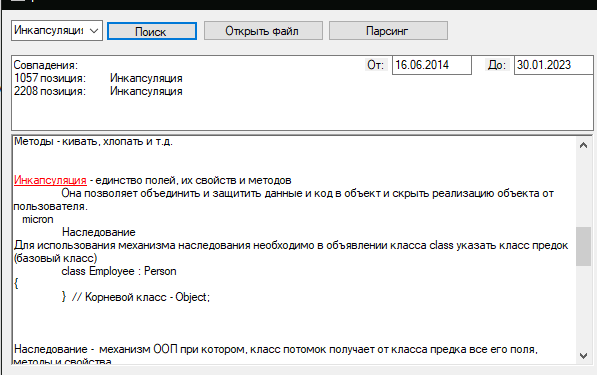 Инкапсуляция Поиск Открыть файл Парсинг
Совпадения: От: 16.06.2014 До: 30.01.2023
1057 позиция: Инкапсуляция
2208 позиция: Инкапсуляция
Методы - кивать, хлопать и т.д.
Инкапсуляция - единство полей, их свойств и методов
Она позволяет объединить и защитить данные и код в объект и скрыть реализацию объекта от
пользователя.
micron
Наследование
Для использования механизма наследования необходимо в объявлении класса class указать класс предок
(базовый класс)
class Employee : Person
{
} // Корневой класс - Object;
Наследование - механизм ООП при котором, класс потомок получает от класса предка все его поля,
методы и свойства